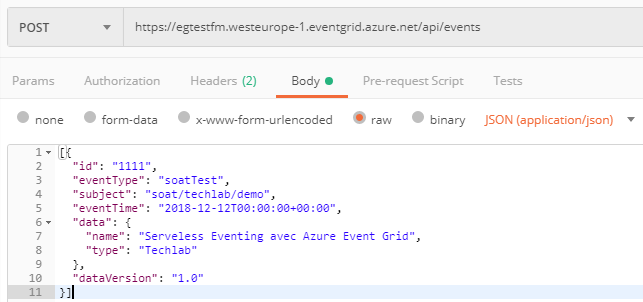 POST https://egtestfm.westeurope-1.eventgrid.azure.net/api/events
Params Authorization Headers (2) Body Pre-request Script Tests
none form-data x-www-form-urlencoded raw binary JSON (application/json)
1 [{
2 "id": "1111",
3 "eventType": "soatTest",
4 "subject": "soat/techlab/demo",
5 "eventTime": "2018-12-12T00:00:00+00:00",
6 "data": {
7 "name": "Serveless Eventing avec Azure Event Grid",
8 "type": "Techlab"
9 },
10 "dataVersion": "1.0"
11 }]